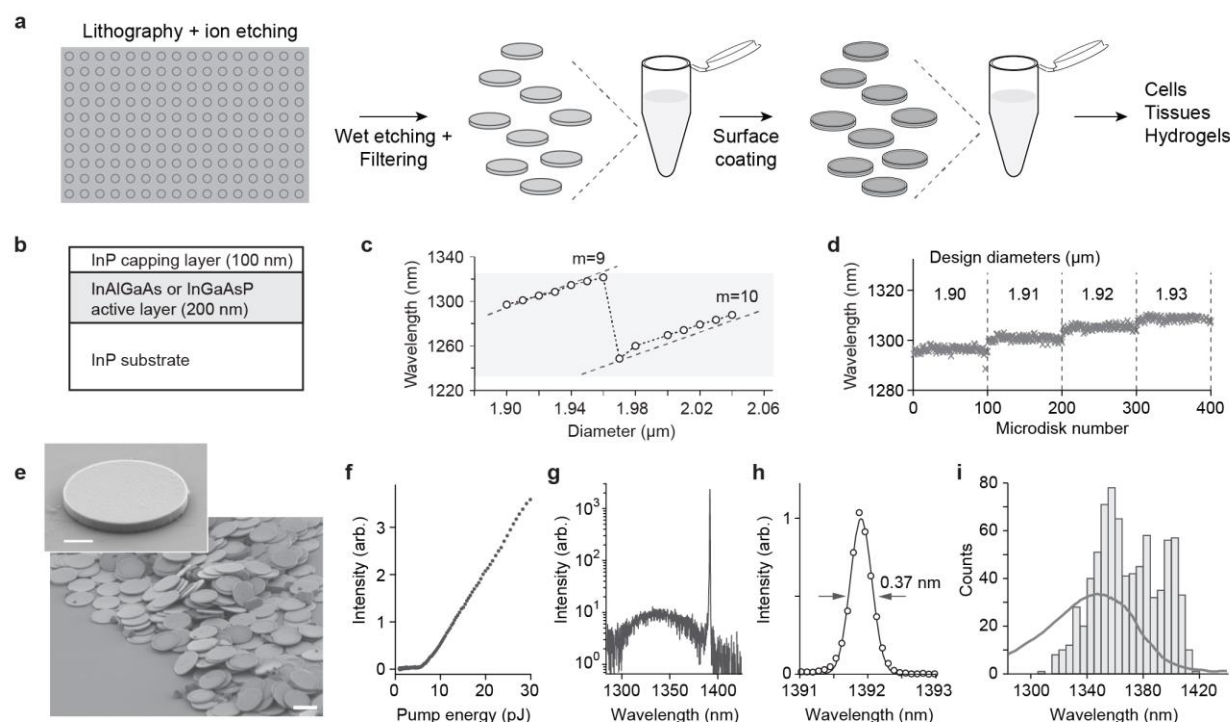 a
Lithography + ion etching
Wet etching +
Filtering
Surface
coating
Cells
Tissues
Hydrogels
b
InP capping layer (100 nm)
InAlGaAs or InGaAsP
active layer (200 nm)
InP substrate
c
Wavelength (nm)
1340
1300
1260
1220
m=9
m=10
1.90
1.94
1.98
2.02
2.06
Diameter (µm)
d
Design diameters (µm)
1.90
1.91
1.92
1.93
Wavelength (nm)
1320
1300
1280
0
100
200
300
400
Microdisk number
e
f
Intensity (arb.)
3
2
1
0
0
10
20
30
Pump energy (pJ)
g
Intensity (arb.)
10³
10²
10¹
10⁰
1300
1350
1400
Wavelength (nm)
h
Intensity (arb.)
1
0
0.37 nm
1391
1392
1393
Wavelength (nm)
i
Counts
80
60
40
20
0
1300
1340
1380
1420
Wavelength (nm)